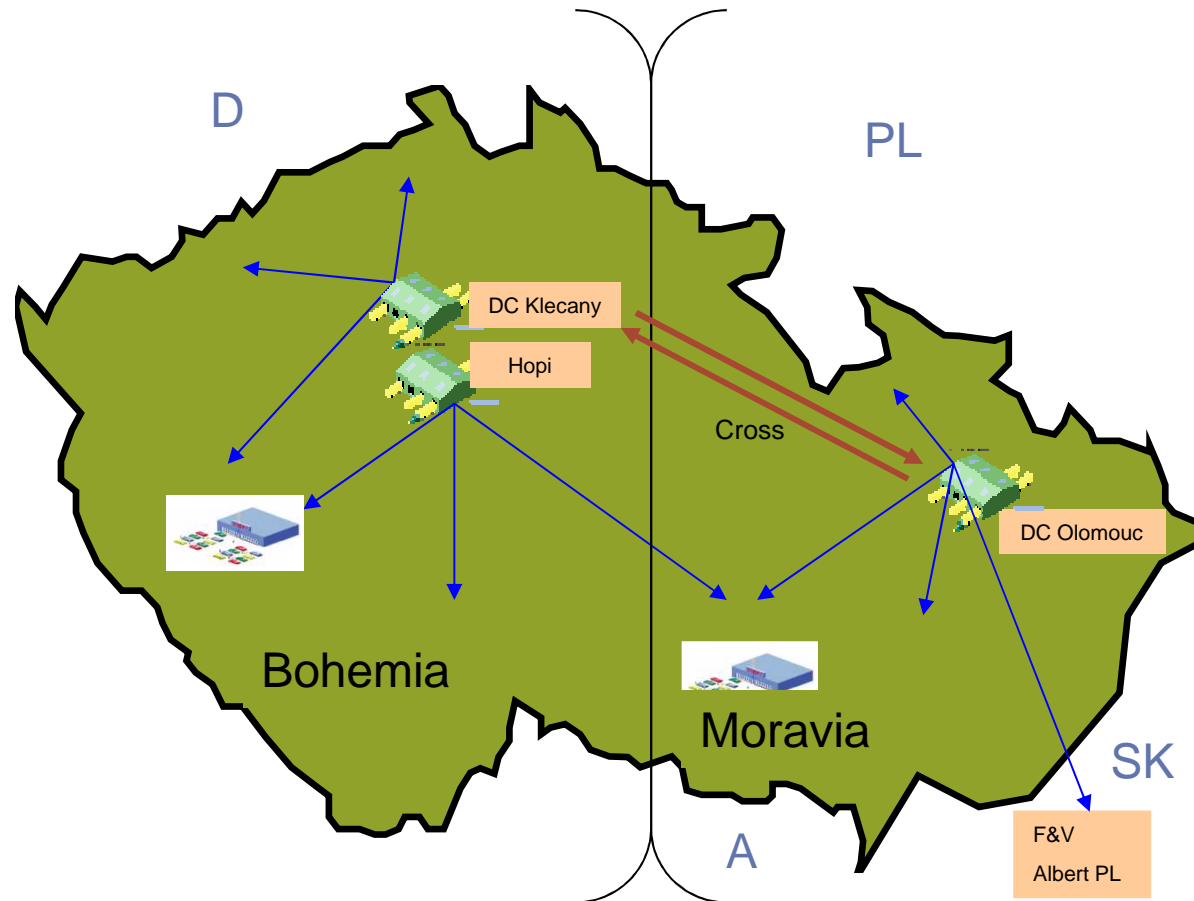 D
PL
DC Klecany
Hopi
Cross
DC Olomouc
Bohemia
Moravia
SK
A
F&V
Albert PL